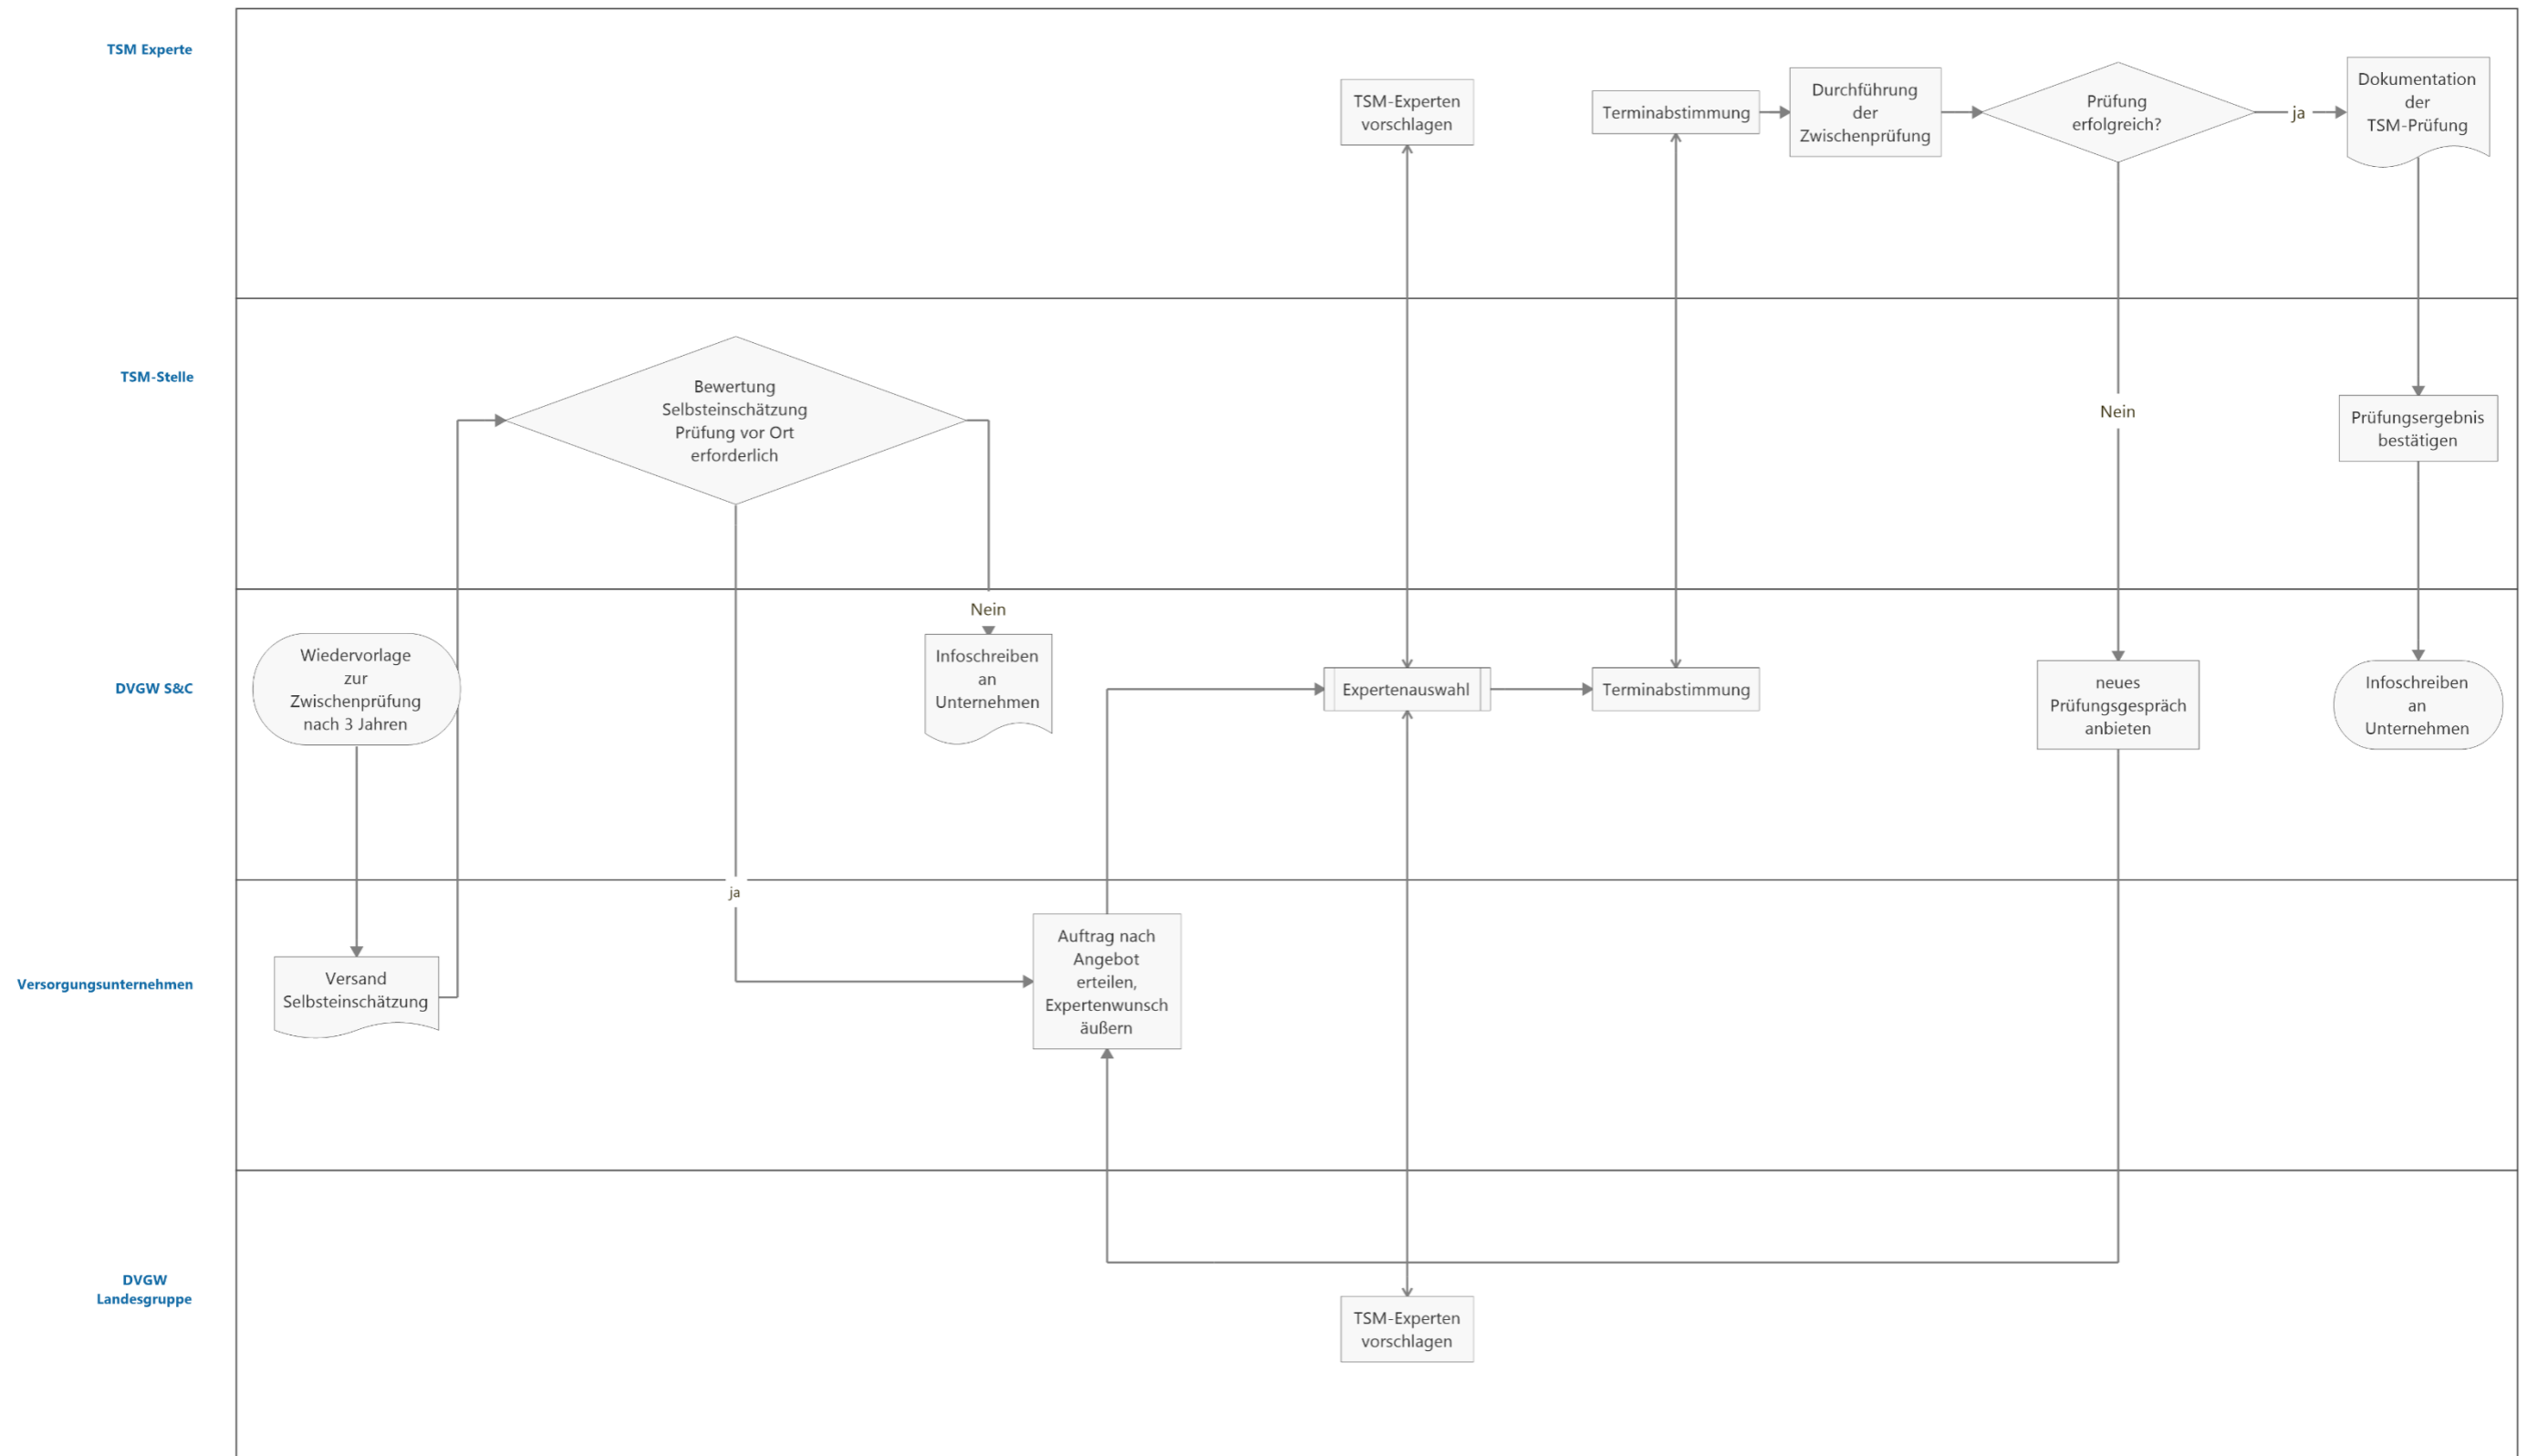 TSM Experte
TSM-Experten
vorschlagen
Terminabstimmung
Durchführung
der
Zwischenprüfung
Prüfung
erfolgreich?
ja
Dokumentation
der
TSM-Prüfung
TSM-Stelle
Bewertung
Selbsteinschätzung
Prüfung vor Ort
erforderlich
Nein
Prüfungsergebnis
bestätigen
DVGW S&C
Wiedervorlage
zur
Zwischenprüfung
nach 3 Jahren
Nein
Infoschreiben
an
Unternehmen
Expertenauswahl
Terminabstimmung
neues
Prüfungsgespräch
anbieten
Infoschreiben
an
Unternehmen
ja
Versorgungsunternehmen
Versand
Selbsteinschätzung
Auftrag nach
Angebot
erteilen,
Expertenwunsch
äußern
DVGW
Landesgruppe
TSM-Experten
vorschlagen